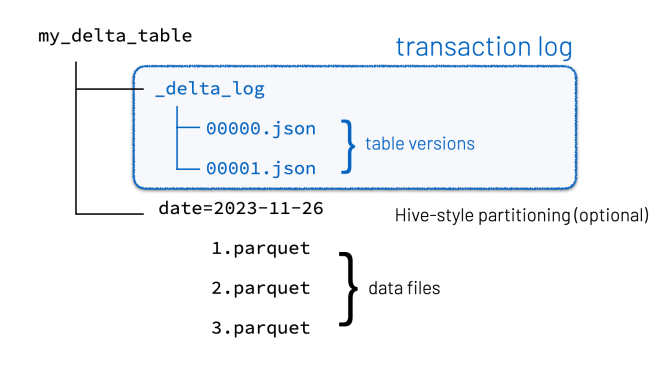 my_delta_table
transaction log
_delta_log
00000.json
table versions
00001.json
date=2023-11-26
Hive-style partitioning (optional)
1.parquet
2.parquet
data files
3.parquet